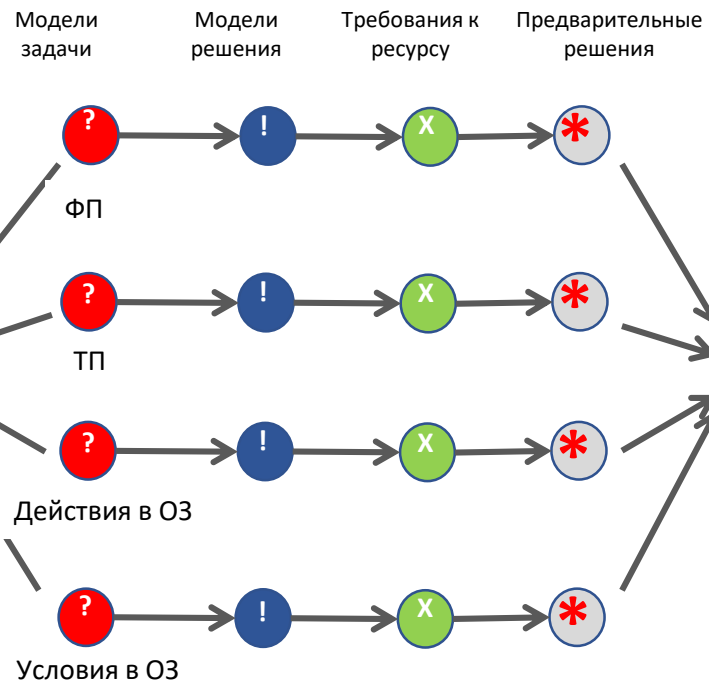 Модели
задачи
Модели
решения
Требования к
ресурсу
Предварительные
решения
? ! X *
ФП
? ! X *
ТП
? ! X *
Действия в ОЗ
? ! X *
Условия в ОЗ